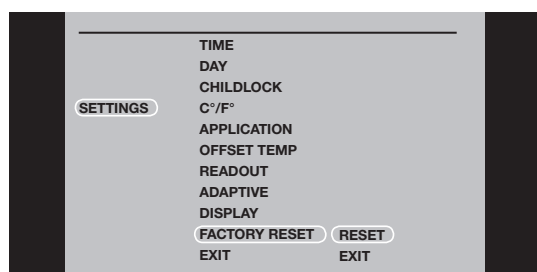 TIME
DAY
CHILDLOCK
SETTINGS C°/F°
APPLICATION
OFFSET TEMP
READOUT
ADAPTIVE
DISPLAY
FACTORY RESET RESET
EXIT EXIT